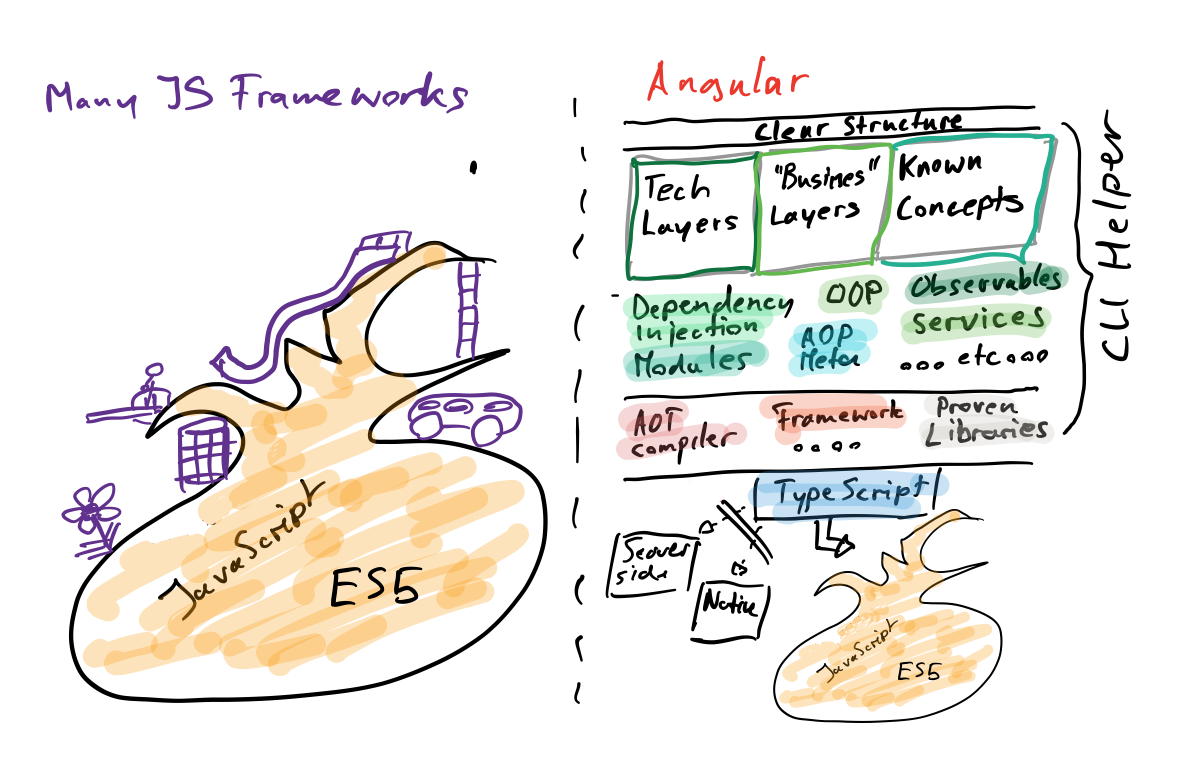 Many JS Frameworks
JavaScript
ES5
Angular
Clear Structure
Tech
Layers
"Busines"
Layers
Known
Concepts
Dependency
Injection
Modules
OOP
AOP
Meta
Observables
Services
... etc...
AOT
compiler
Framework
....
Proven
Libraries
CLI Helper
TypeScript
Server
side
Native
JavaScript
ES5